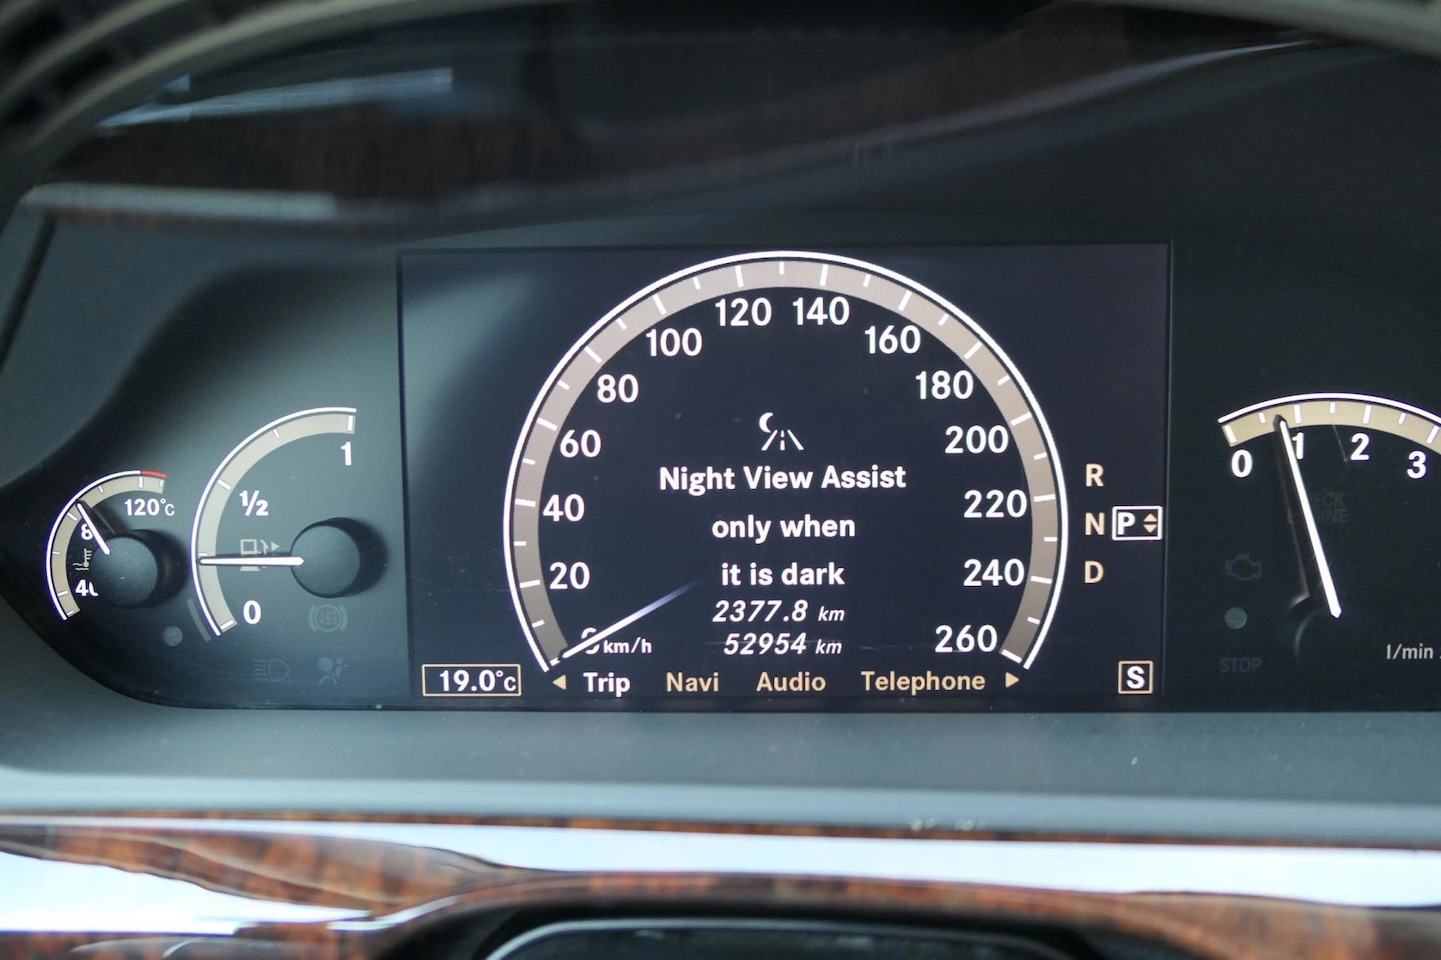 120 140
100 160
80 180
60 200
40 220
20 240
260
km/h
Night View Assist
only when
it is dark
2377.8 km
52954 km
19.0°C
Trip Navi Audio Telephone
R
N P
D
S
1
1/2
0
120°C
0 1 2 3
1/min
ABS
STOP